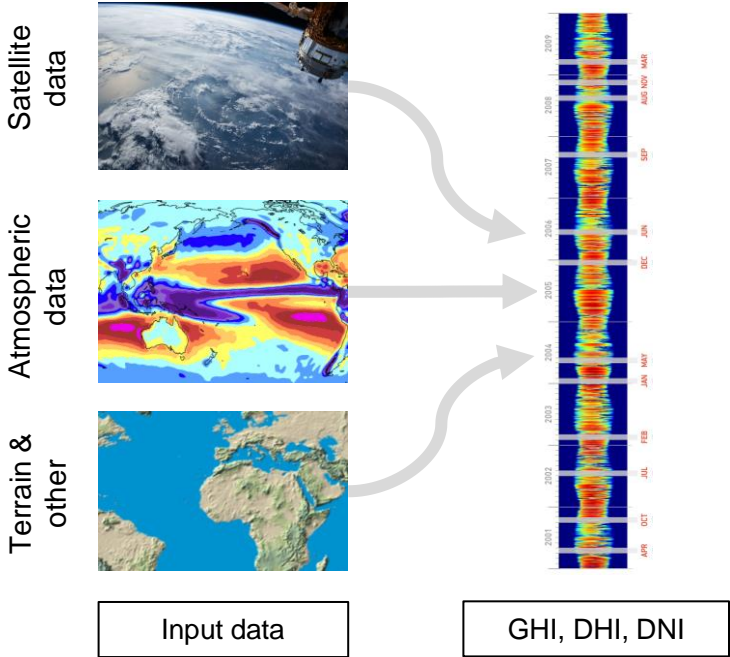 Satellite
data
Atmospheric
data
Terrain &
other
Input data
2009
2008
2007
2006
2005
2004
2003
2002
2001
MAR
NOV
AUG
SEP
JUN
DEC
MAY
JAN
FEB
JUL
OCT
APR
GHI, DHI, DNI